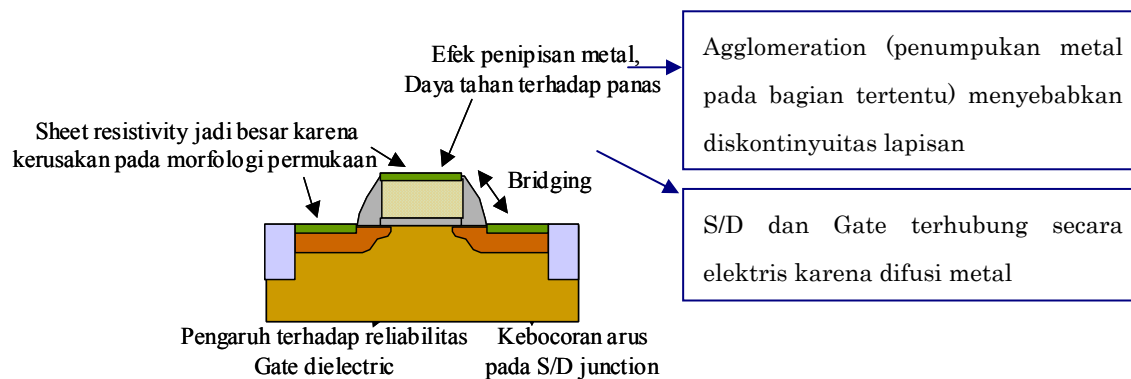 Efek penipisan metal,
Daya tahan terhadap panas
Agglomeration (penumpukan metal
pada bagian tertentu) menyebabkan
diskontinyuitas lapisan
Sheet resistivity jadi besar karena
kerusakan pada morfologi permukaan
Bridging
S/D dan Gate terhubung secara
elektris karena difusi metal
Pengaruh terhadap reliabilitas
Gate dielectric
Kebocoran arus
pada S/D junction